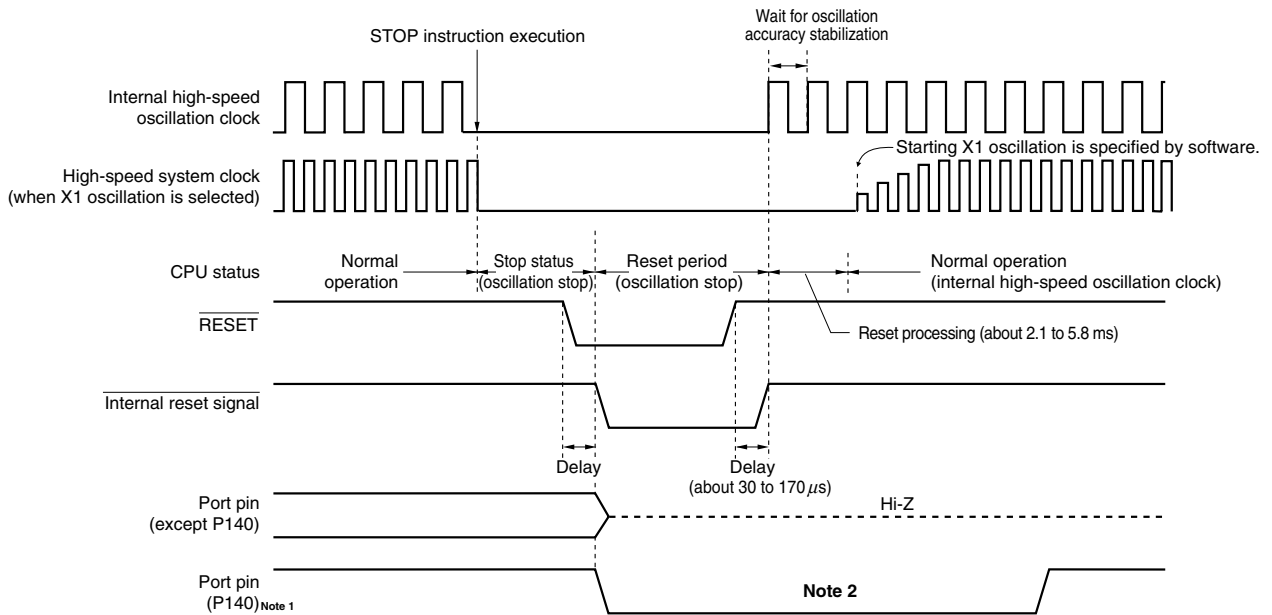 Wait for oscillation
accuracy stabilization
STOP instruction execution
Internal high-speed
oscillation clock
Starting X1 oscillation is specified by software.
High-speed system clock
(when X1 oscillation is selected)
CPU status
Normal
operation
Stop status
(oscillation stop)
Reset period
(oscillation stop)
Normal operation
(internal high-speed oscillation clock)
RESET
Reset processing (about 2.1 to 5.8 ms)
Internal reset signal
Delay
Delay
(about 30 to 170 μs)
Port pin
(except P140)
Hi-Z
Port pin
(P140) Note 1
Note 2